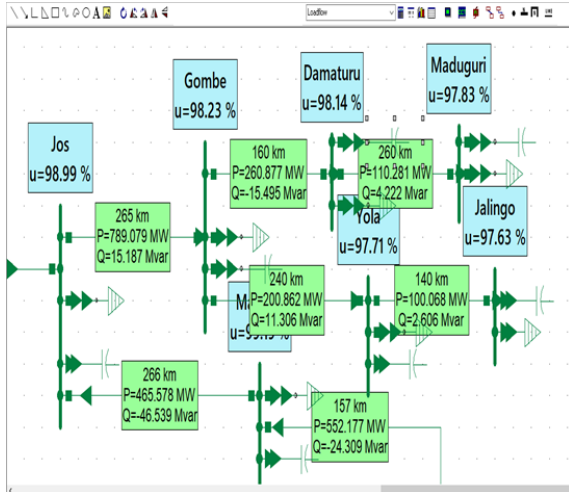 Loadflow
Maduguri
u=97.83 %
Damaturu
u=98.14 %
Gombe
u=98.23 %
Jos
u=98.99 %
160 km
P=260.877 MW
Q=-15.495 Mvar
260 km
P=110.281 MW
Q=4.222 Mvar
265 km
P=789.079 MW
Q=15.187 Mvar
Yola
u=97.71 %
Jalingo
u=97.63 %
240 km
P=200.862 MW
Q=11.306 Mvar
140 km
P=100.068 MW
Q=2.606 Mvar
266 km
P=465.578 MW
Q=-46.539 Mvar
157 km
P=552.177 MW
Q=-24.309 Mvar